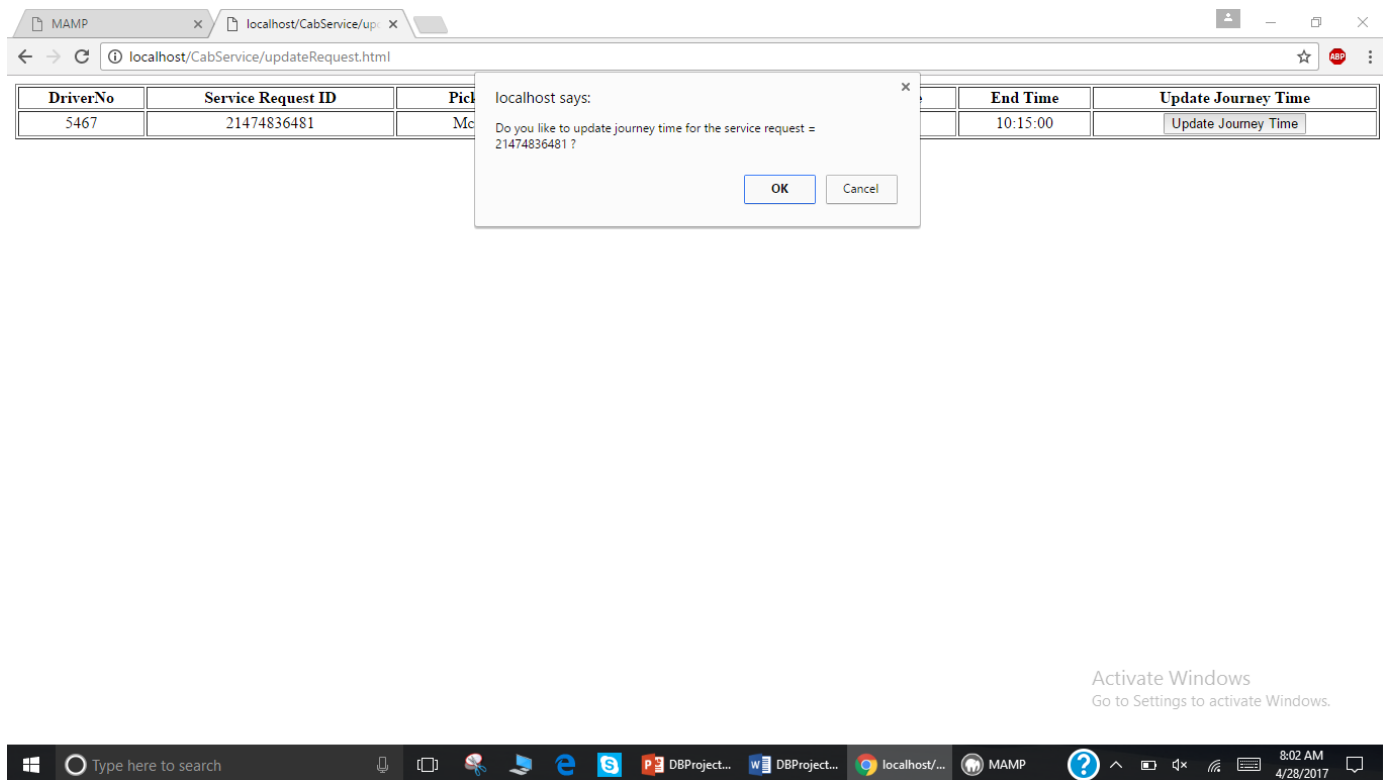 MAMP
localhost/CabService/up
localhost/CabService/updateRequest.html
ABP
DriverNo Service Request ID End Time Update Journey Time
5467 21474836481 10:15:00 Update Journey Time
localhost says:
Do you like to update journey time for the service request =
21474836481 ?
OK Cancel
Activate Windows
Go to Settings to activate Windows.
Type here to search
DBProject... DBProject... localhost/... MAMP
8:02 AM
4/28/2017